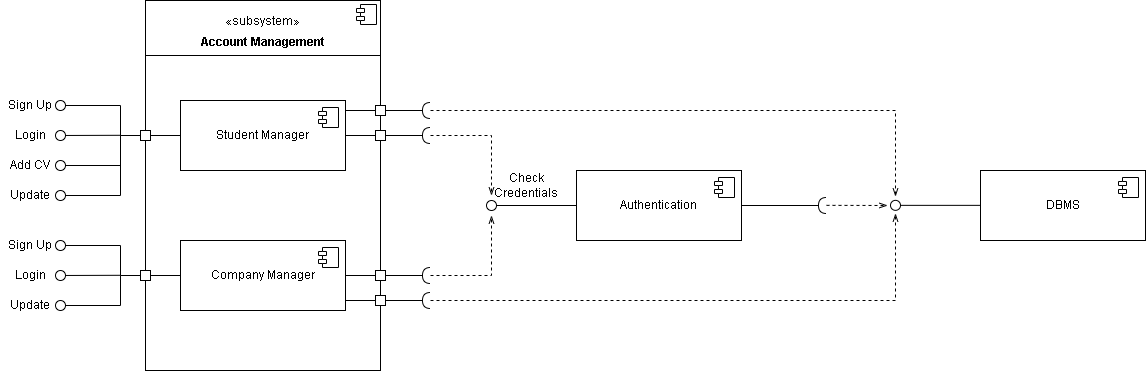 «subsystem»
Account Management
Sign Up
Login
Add CV
Update
Student Manager
Sign Up
Login
Update
Company Manager
Check
Credentials
Authentication
DBMS